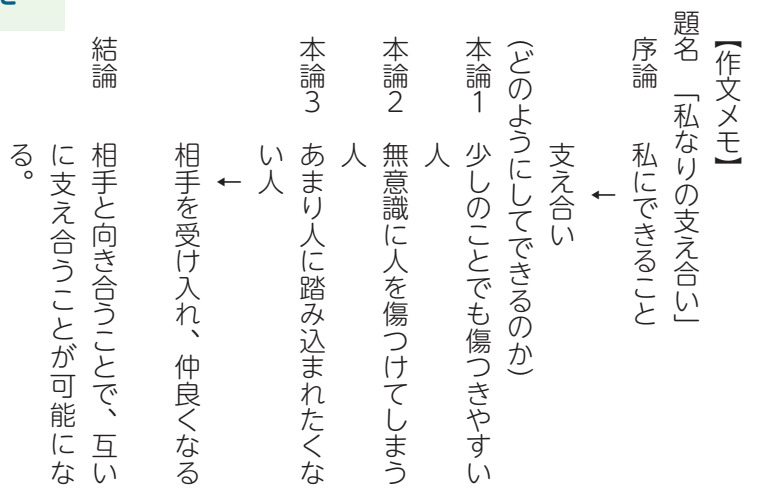 【作文メモ】
題名 「私なりの支え合い」
序論 私にできること
←
支え合い
(どのようにしてできるのか)
本論1 少しのことでも傷つきやすい
人
本論2 無意識に人を傷つけてしまう
人
本論3 あまり人に踏み込まれたくな
い人
←
相手を受け入れ、仲良くなる
結論 相手と向き合うことで、互い
に支え合うことが可能にな
る。